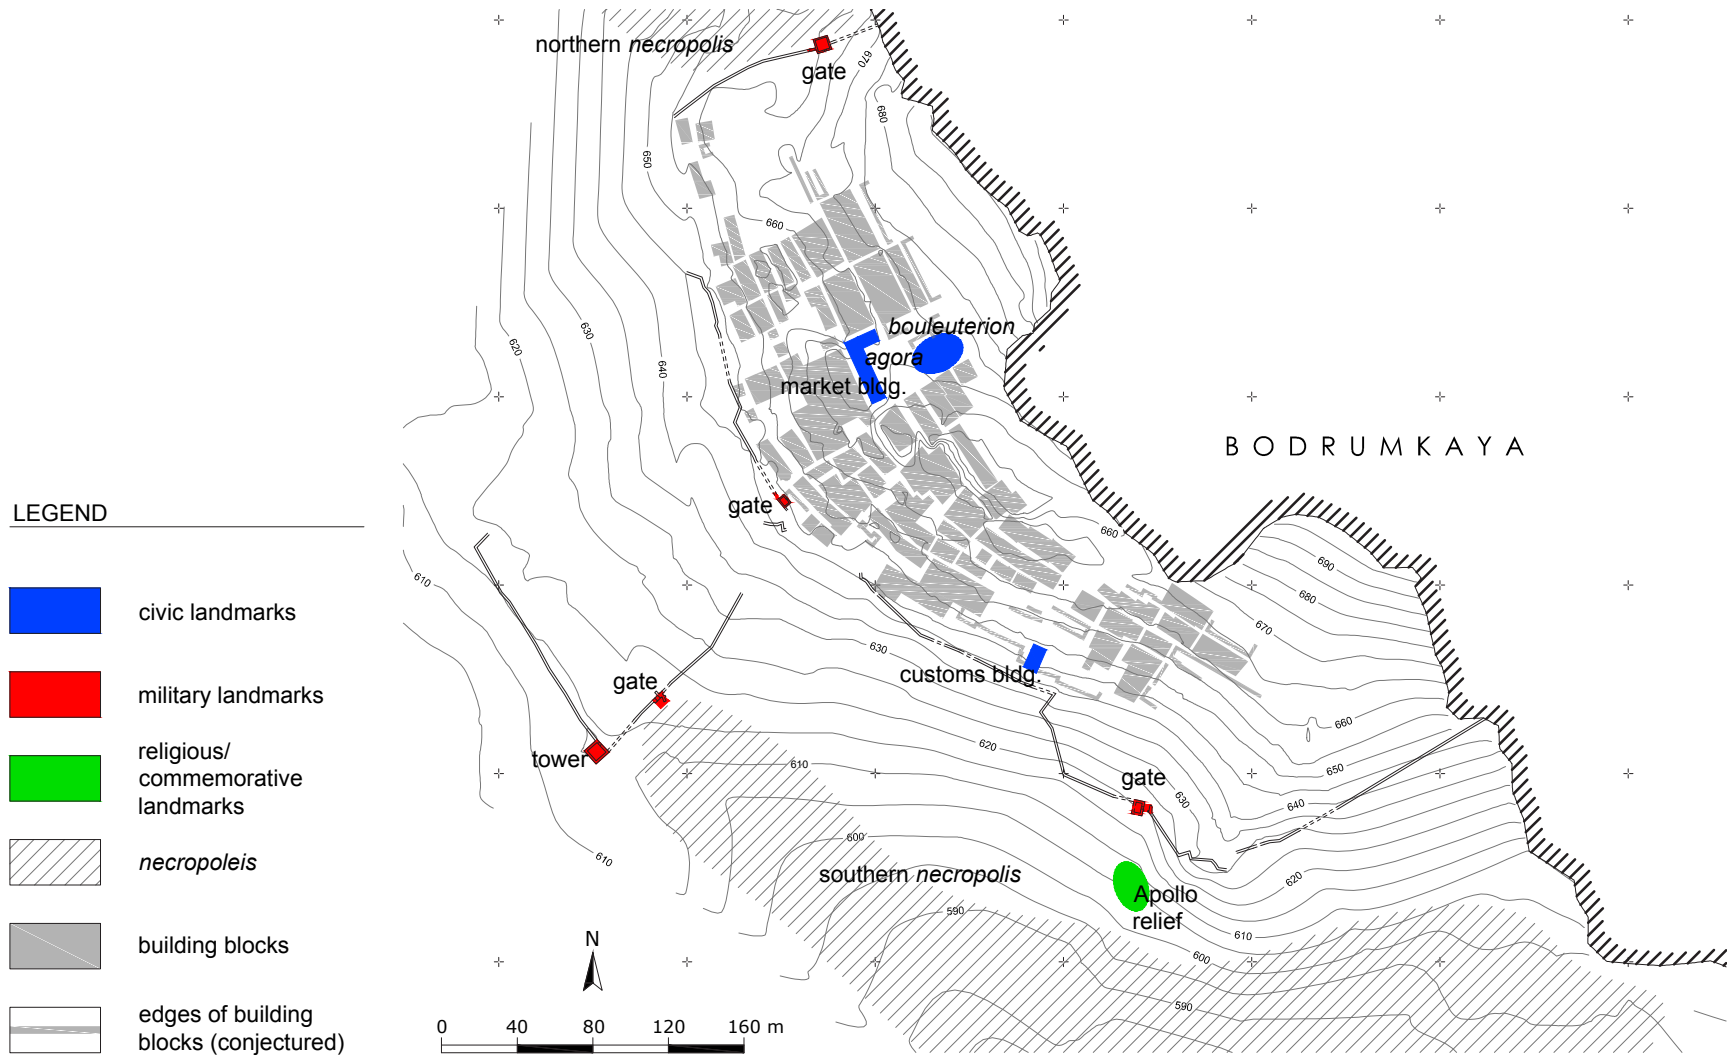 northern necropolis
gate
670
680
650
660
bouleuterion
agora
market bldg.
630
620
640
BODRUMKAYA
gate
660
LEGEND
610
690
680
670
civic landmarks
630
customs bldg.
gate
military landmarks
660
620
tower
610
650
gate
religious/
commemorative
landmarks
630
640
600
610
necropoleis
southern necropolis
620
Apollo
relief
590
610
600
building blocks
N
590
edges of building
blocks (conjectured)
0 40 80 120 160 m